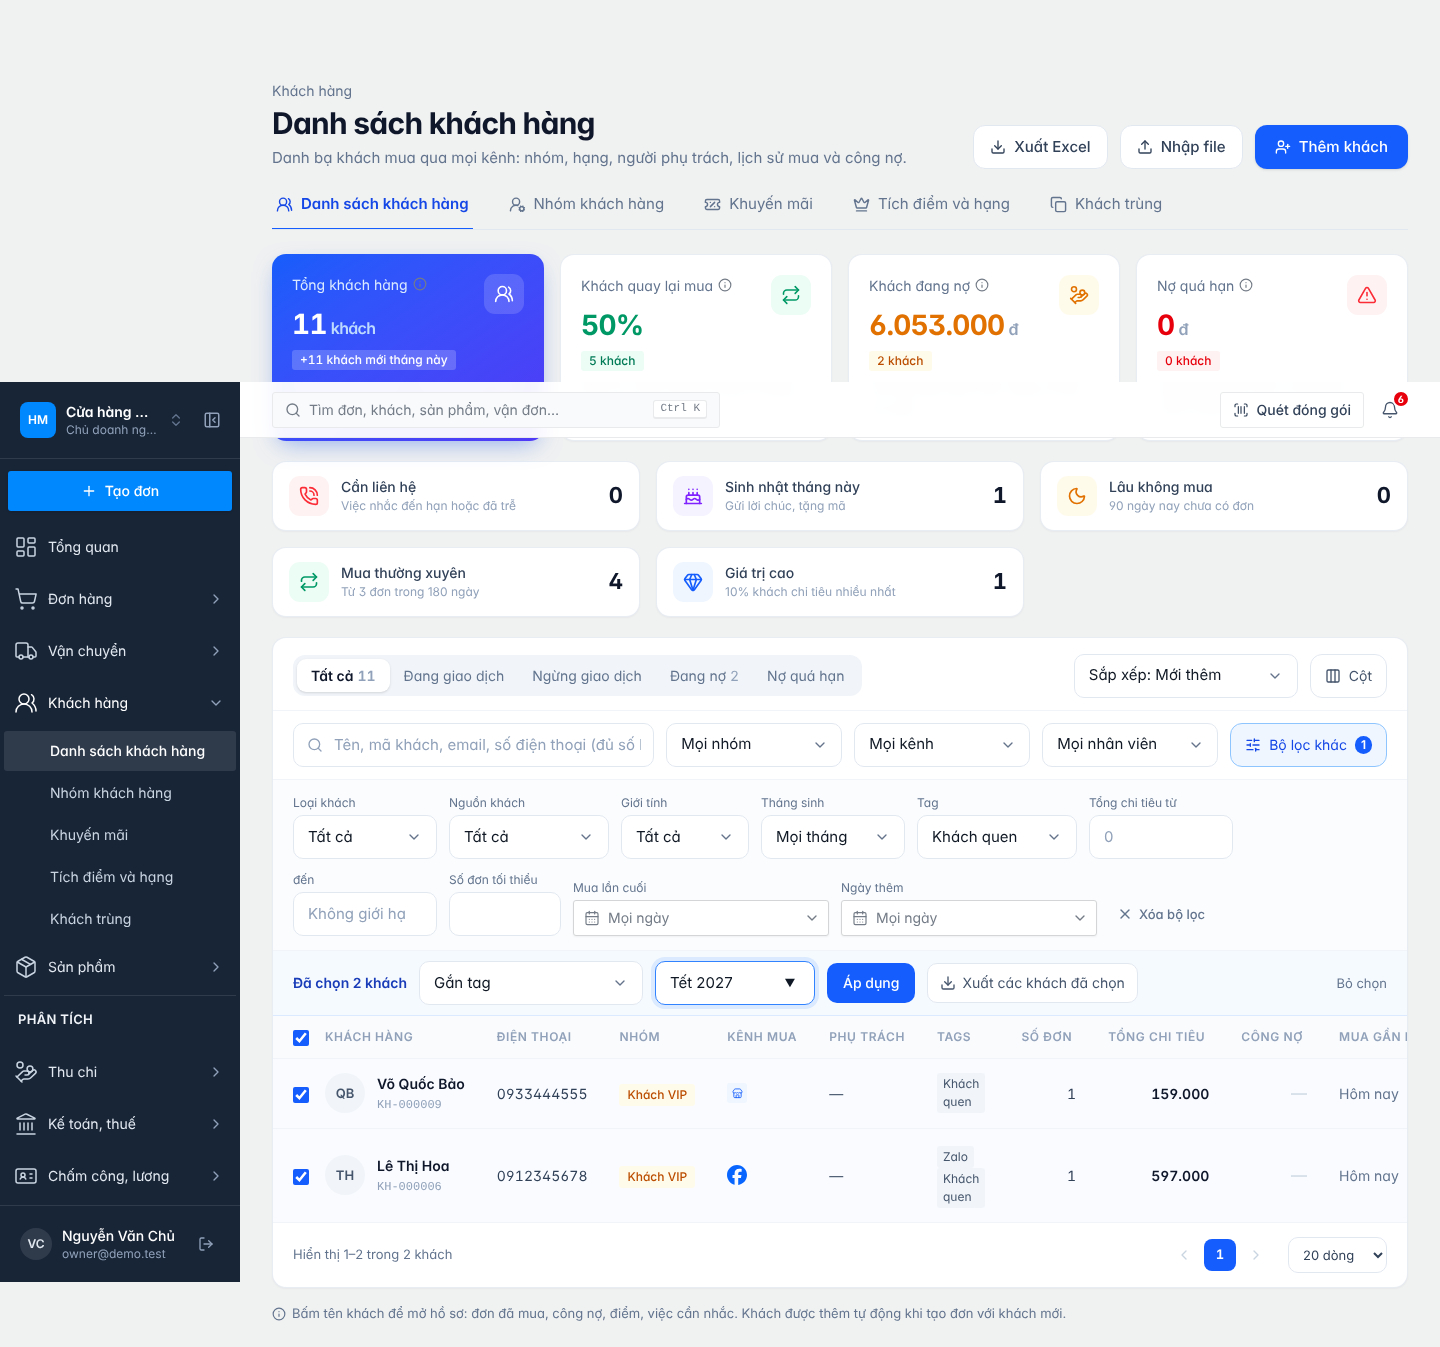 Khách hàng
Danh sách khách hàng
Danh bạ khách mua qua mọi kênh: nhóm, hạng, người phụ trách, lịch sử mua và công nợ.
Xuất Excel
Nhập file
Thêm khách
Danh sách khách hàng
Nhóm khách hàng
Khuyến mãi
Tích điểm và hạng
Khách trùng
Tổng khách hàng
11 khách
+11 khách mới tháng này
Khách quay lại mua
50%
5 khách
Khách đang nợ
6.053.000 đ
2 khách
Nợ quá hạn
0 đ
0 khách
HM
Cửa hàng ...
Chủ doanh ng...
Tìm đơn, khách, sản phẩm, vận đơn...
Ctrl K
Quét đóng gói
6
Tạo đơn
Tổng quan
Đơn hàng
Vận chuyển
Khách hàng
Danh sách khách hàng
Nhóm khách hàng
Khuyến mãi
Tích điểm và hạng
Khách trùng
Sản phẩm
PHÂN TÍCH
Thu chi
Kế toán, thuế
Chấm công, lương
VC
Nguyễn Văn Chủ
owner@demo.test
Cần liên hệ
Việc nhắc đến hạn hoặc đã trễ
0
Sinh nhật tháng này
Gửi lời chúc, tặng mã
1
Lâu không mua
90 ngày nay chưa có đơn
0
Mua thường xuyên
Từ 3 đơn trong 180 ngày
4
Giá trị cao
10% khách chi tiêu nhiều nhất
1
Tất cả 11
Đang giao dịch
Ngừng giao dịch
Đang nợ 2
Nợ quá hạn
Sắp xếp: Mới thêm
Cột
Tên, mã khách, email, số điện thoại (đủ số
Mọi nhóm
Mọi kênh
Mọi nhân viên
Bộ lọc khác 1
Loại khách
Nguồn khách
Giới tính
Tháng sinh
Tag
Tổng chi tiêu từ
Tất cả
Tất cả
Tất cả
Mọi tháng
Khách quen
0
đến
Số đơn tối thiểu
Mua lần cuối
Ngày thêm
Không giới hạ
Mọi ngày
Mọi ngày
Xóa bộ lọc
Đã chọn 2 khách
Gắn tag
Tết 2027
Áp dụng
Xuất các khách đã chọn
Bỏ chọn
KHÁCH HÀNG
ĐIỆN THOẠI
NHÓM
KÊNH MUA
PHỤ TRÁCH
TAGS
SỐ ĐƠN
TỔNG CHI TIÊU
CÔNG NỢ
MUA GẦN
QB
Võ Quốc Bảo
KH-000009
0933444555
Khách VIP
—
Khách
quen
1
159.000
—
Hôm nay
TH
Lê Thị Hoa
KH-000006
0912345678
Khách VIP
—
Zalo
Khách
quen
1
597.000
—
Hôm nay
Hiển thị 1–2 trong 2 khách
1
20 dòng
Bấm tên khách để mở hồ sơ: đơn đã mua, công nợ, điểm, việc cần nhắc. Khách được thêm tự động khi tạo đơn với khách mới.